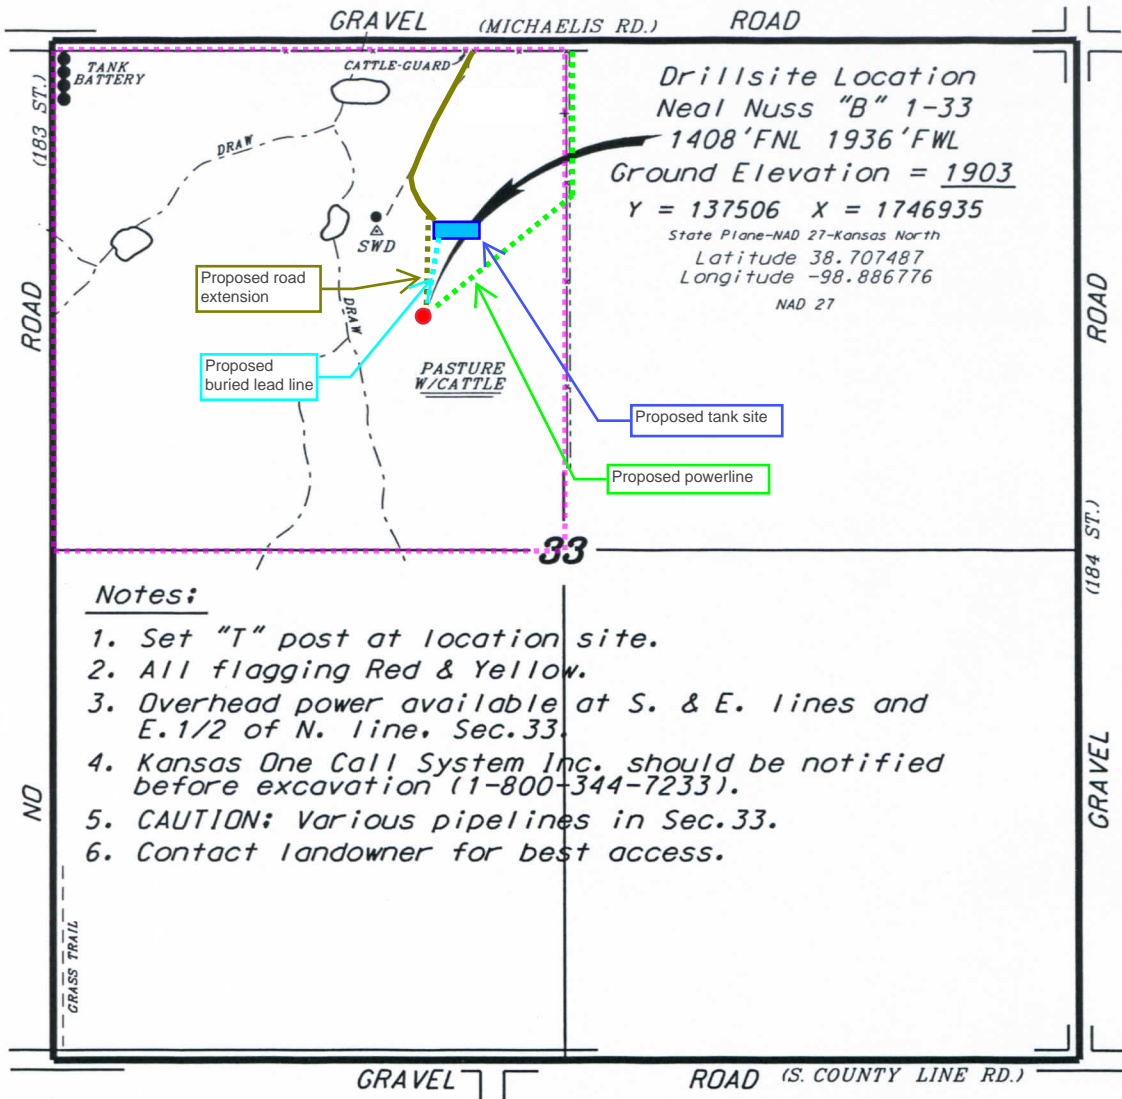 GRAVEL (MICHAELIS RD.) ROAD
TANK
BATTERY
CATTLE-GUARD
(183 ST.)
DRAW
SWD
Drillsite Location
Neal Nuss "B" 1-33
1408'FNL 1936'FWL
Ground Elevation = 1903
Y = 137506 X = 1746935
State Plane-NAD 27-Kansas North
Latitude 38.707487
Longitude -98.886776
NAD 27
Proposed road
extension
DRAW
ROAD
ROAD
Proposed
buried lead line
PASTURE
W/CATTLE
Proposed tank site
Proposed powerline
33
(184 ST.)
Notes:
1. Set "T" post at location site.
2. All flagging Red & Yellow.
3. Overhead power available at S. & E. lines and
E.1/2 of N. line, Sec.33.
4. Kansas One Call System Inc. should be notified
before excavation (1-800-344-7233).
5. CAUTION: Various pipelines in Sec.33.
6. Contact landowner for best access.
NO
GRAVEL
GRASS TRAIL
GRAVEL ROAD (S. COUNTY LINE RD.)